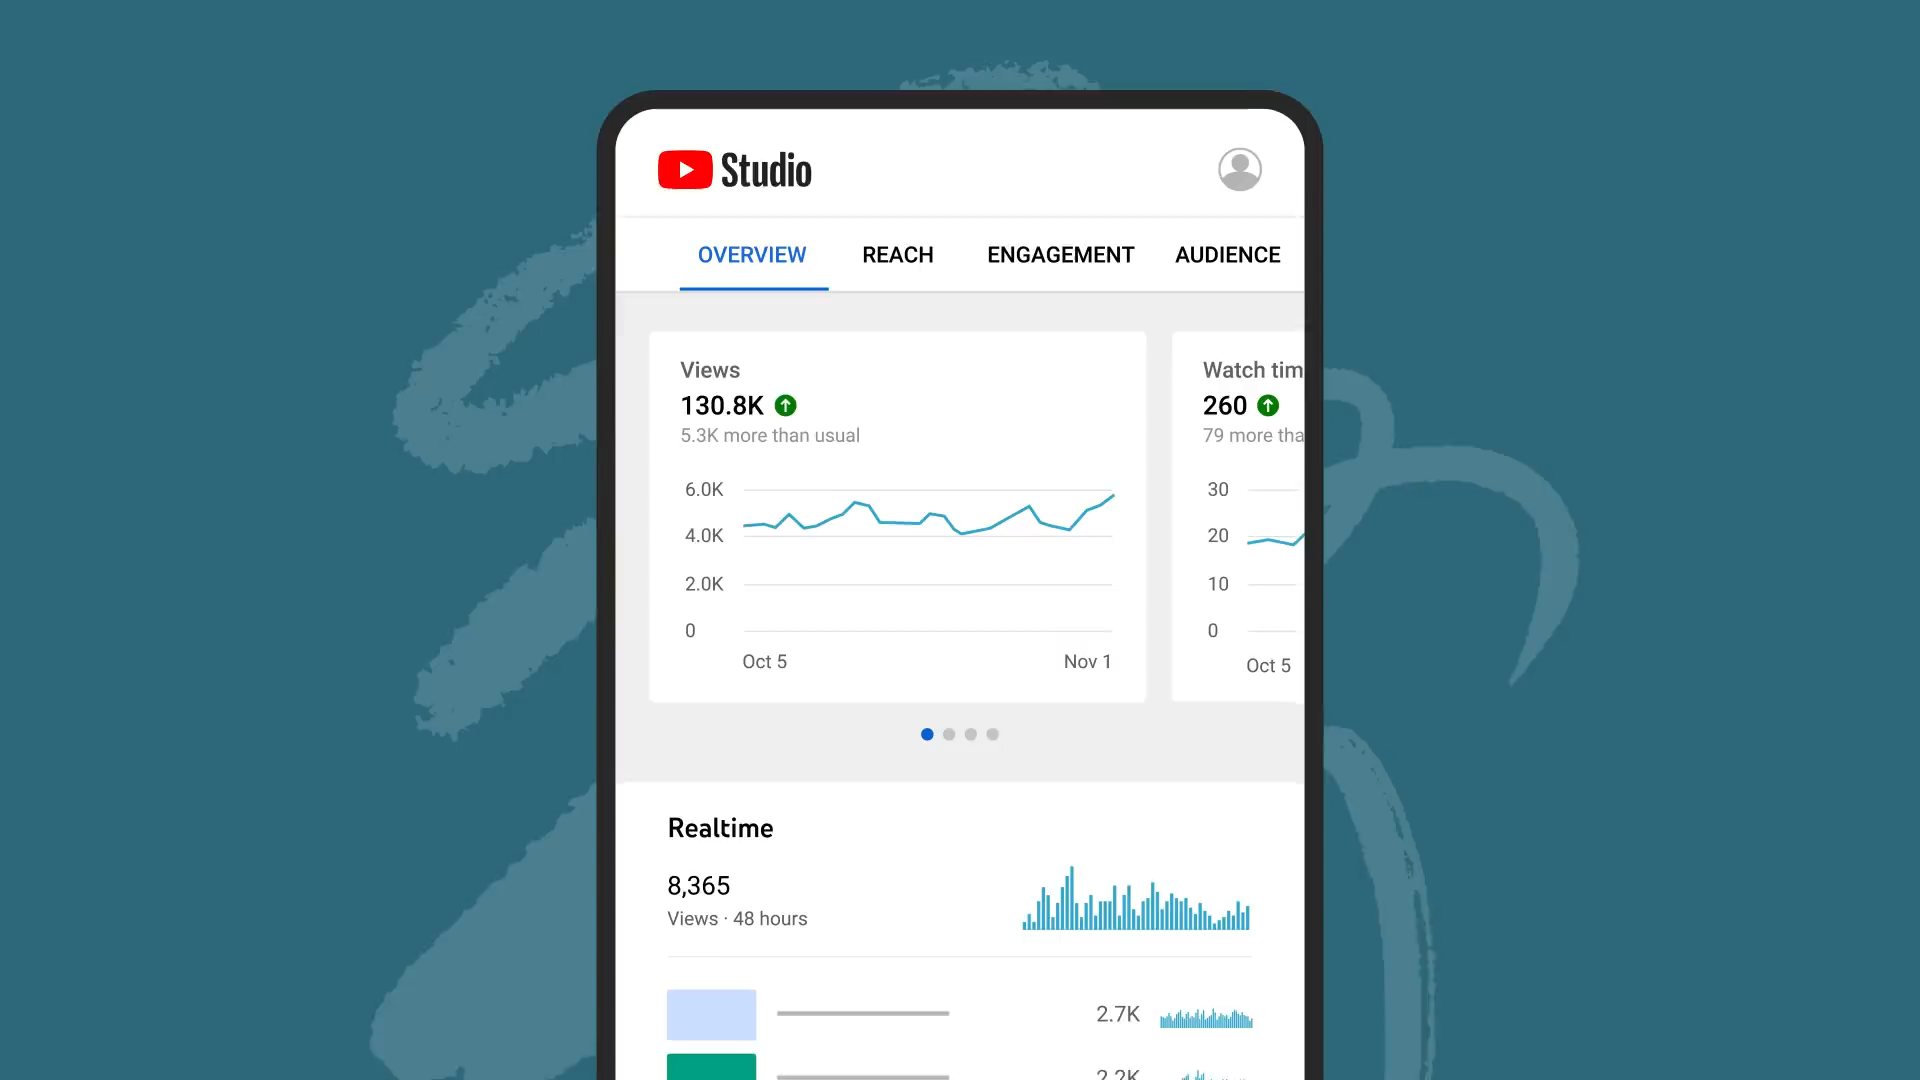 Studio
OVERVIEW REACH ENGAGEMENT AUDIENCE
Views
130.8K
5.3K more than usual
6.0K
4.0K
2.0K
0
Oct 5 Nov 1
Watch tim
260
79 more tha
30
20
10
0
Oct 5
Realtime
8,365
Views · 48 hours
2.7K
2.2K